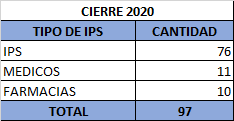 CIERRE 2020
TIPO DE IPS CANTIDAD
IPS 76
MEDICOS 11
FARMACIAS 10
TOTAL 97